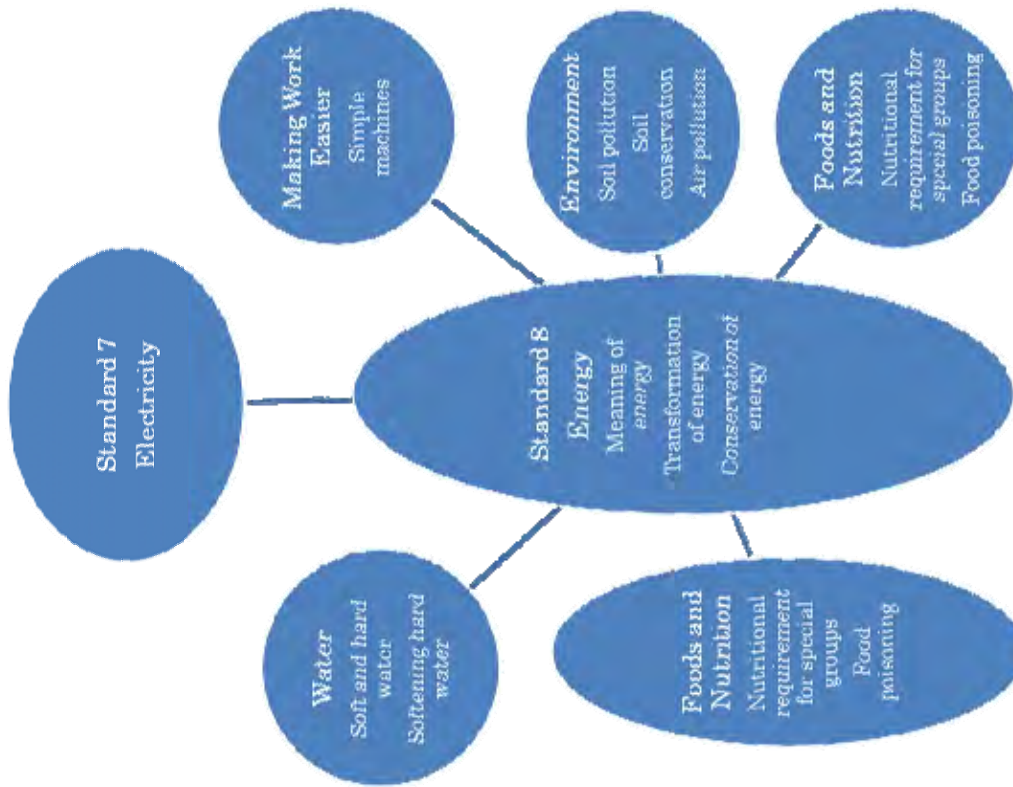 Standard 7
Electricity
Making Work
Easier
Simple
machines
Environment
Soil pollution
Soil
conservation
Air pollution
Foods and
Nutrition
Nutritional
requirement for
special groups
Food poisoning
Standard 8
Energy
Meaning of
energy
Transformation
of energy
Conservation of
energy
Water
Soft and hard
water
Softening hard
water
Foods and
Nutrition
Nutritional
requirement
for special
groups
Food
poisoning